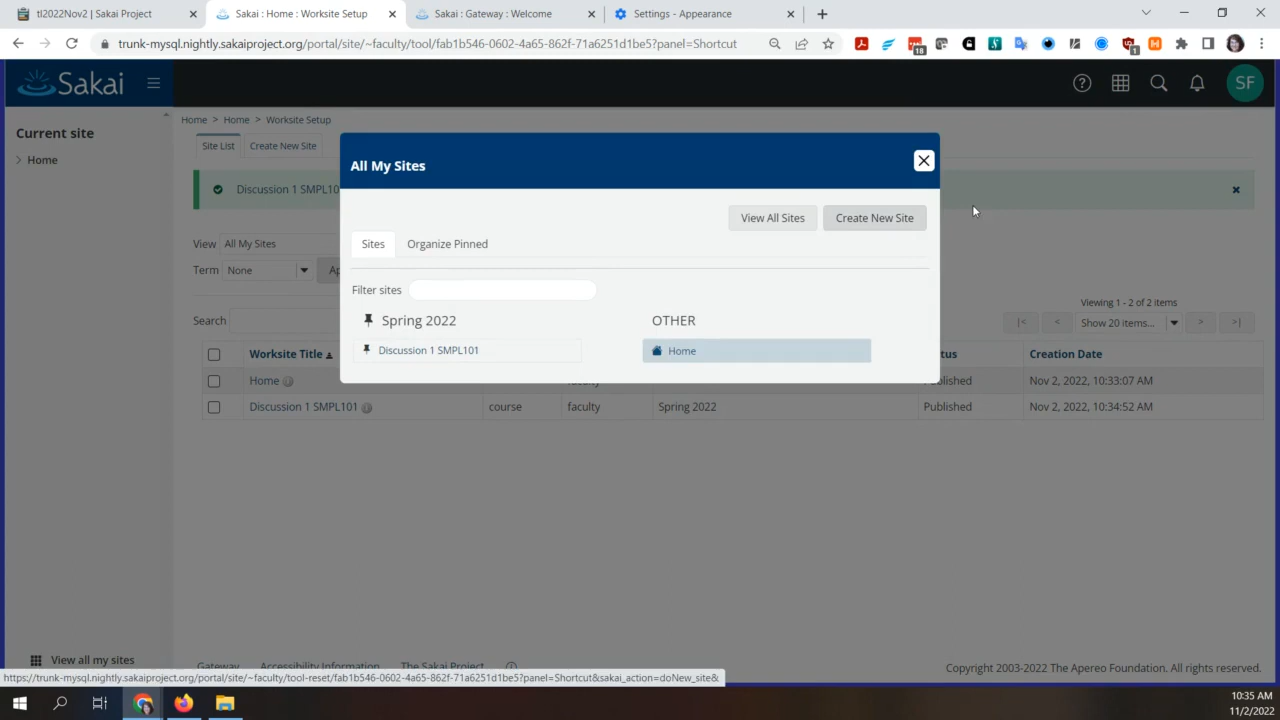 tl2022Nov2 | Sakai Project
Sakai : Home : Worksite Setup
Sakai : Gateway : Welcome
Settings - Appearance
trunk-mysql.nightly.sakaiproject.org/portal/site/~faculty/tool/fab1b546-0602-4a65-862f-71a6251d1be5?panel=Shortcut
18
1
Sakai
SF
Current site
Home
Home > Home > Worksite Setup
Site List
Create New Site
Discussion 1 SMPL10
All My Sites
View All Sites
Create New Site
Sites
Organize Pinned
Filter sites
Spring 2022
OTHER
Discussion 1 SMPL101
Home
View All My Sites
Term None Ap
Viewing 1 - 2 of 2 items
Search
|< < Show 20 items... > >|
Worksite Title
tus
Creation Date
Home
faculty
Published
Nov 2, 2022, 10:33:07 AM
Discussion 1 SMPL101
course
faculty
Spring 2022
Published
Nov 2, 2022, 10:34:52 AM
View all my sites
Gateway
Accessibility Information
The Sakai Project
Copyright 2003-2022 The Apereo Foundation. All rights reserved.
https://trunk-mysql.nightly.sakaiproject.org/portal/site/~faculty/tool-reset/fab1b546-0602-4a65-862f-71a6251d1be5?panel=Shortcut&sakai_action=doNew_site&
10:35 AM
11/2/2022